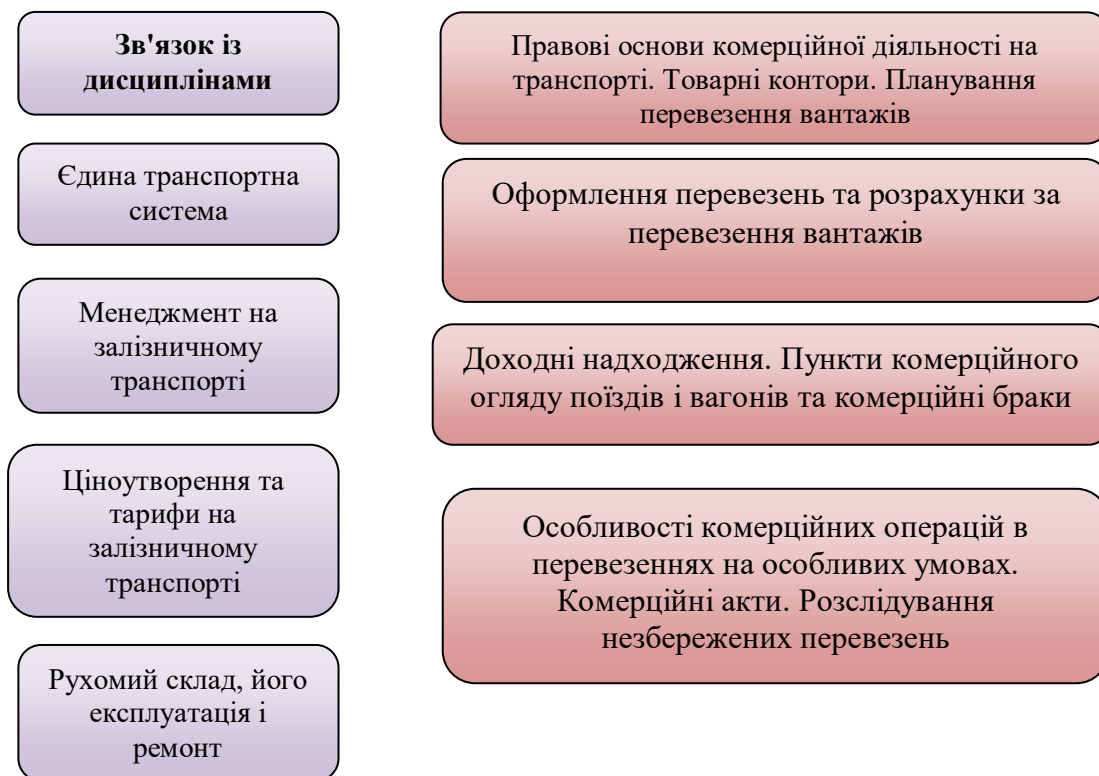 Зв'язок із
дисциплінами
Єдина транспортна
система
Менеджмент на
залізничному
транспорті
Ціноутворення та
тарифи на
залізничному
транспорті
Рухомий склад, його
експлуатація і
ремонт
Правові основи комерційної діяльності на
транспорті. Товарні контори. Планування
перевезення вантажів
Оформлення перевезень та розрахунки за
перевезення вантажів
Доходні надходження. Пункти комерційного
огляду поїздів і вагонів та комерційні браки
Особливості комерційних операцій в
перевезеннях на особливих умовах.
Комерційні акти. Розслідування
незбережених перевезень